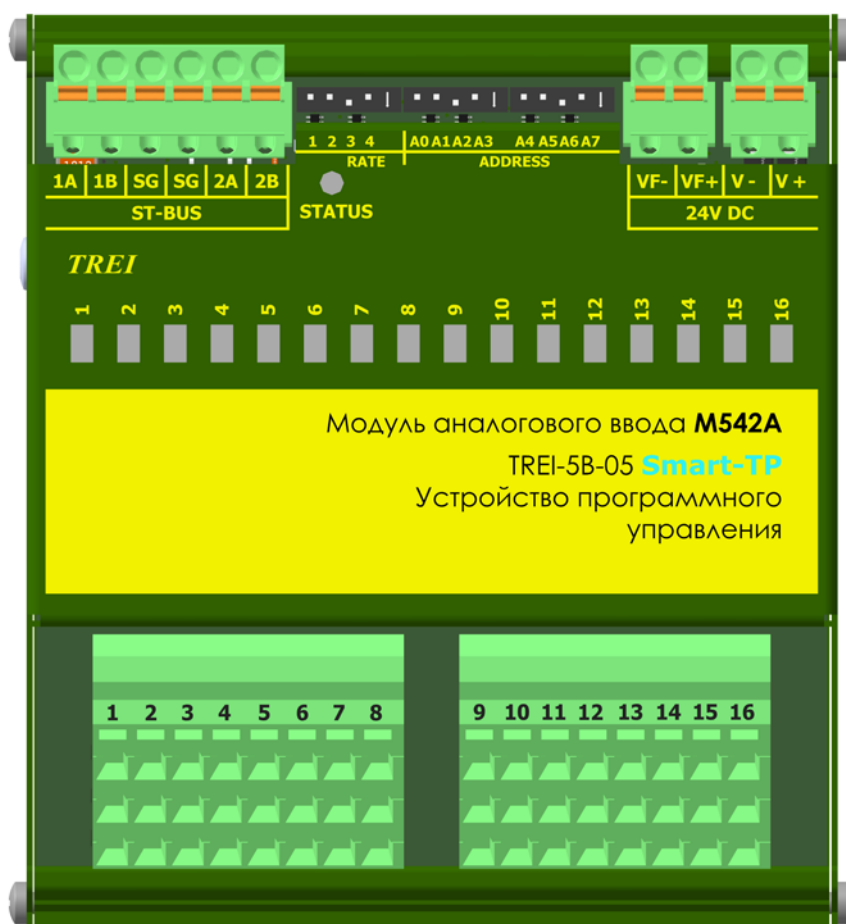 1 2 3 4 A0 A1 A2 A3 A4 A5 A6 A7
RATE ADDRESS
1A 1B SG SG 2A 2B
ST-BUS
STATUS
VF- VF+ V - V +
24V DC
TREI
1 2 3 4 5 6 7 8 9 10 11 12 13 14 15 16
Модуль аналогового ввода M542A
TREI-5B-05 Smart-TP
Устройство программного
управления
1 2 3 4 5 6 7 8 9 10 11 12 13 14 15 16